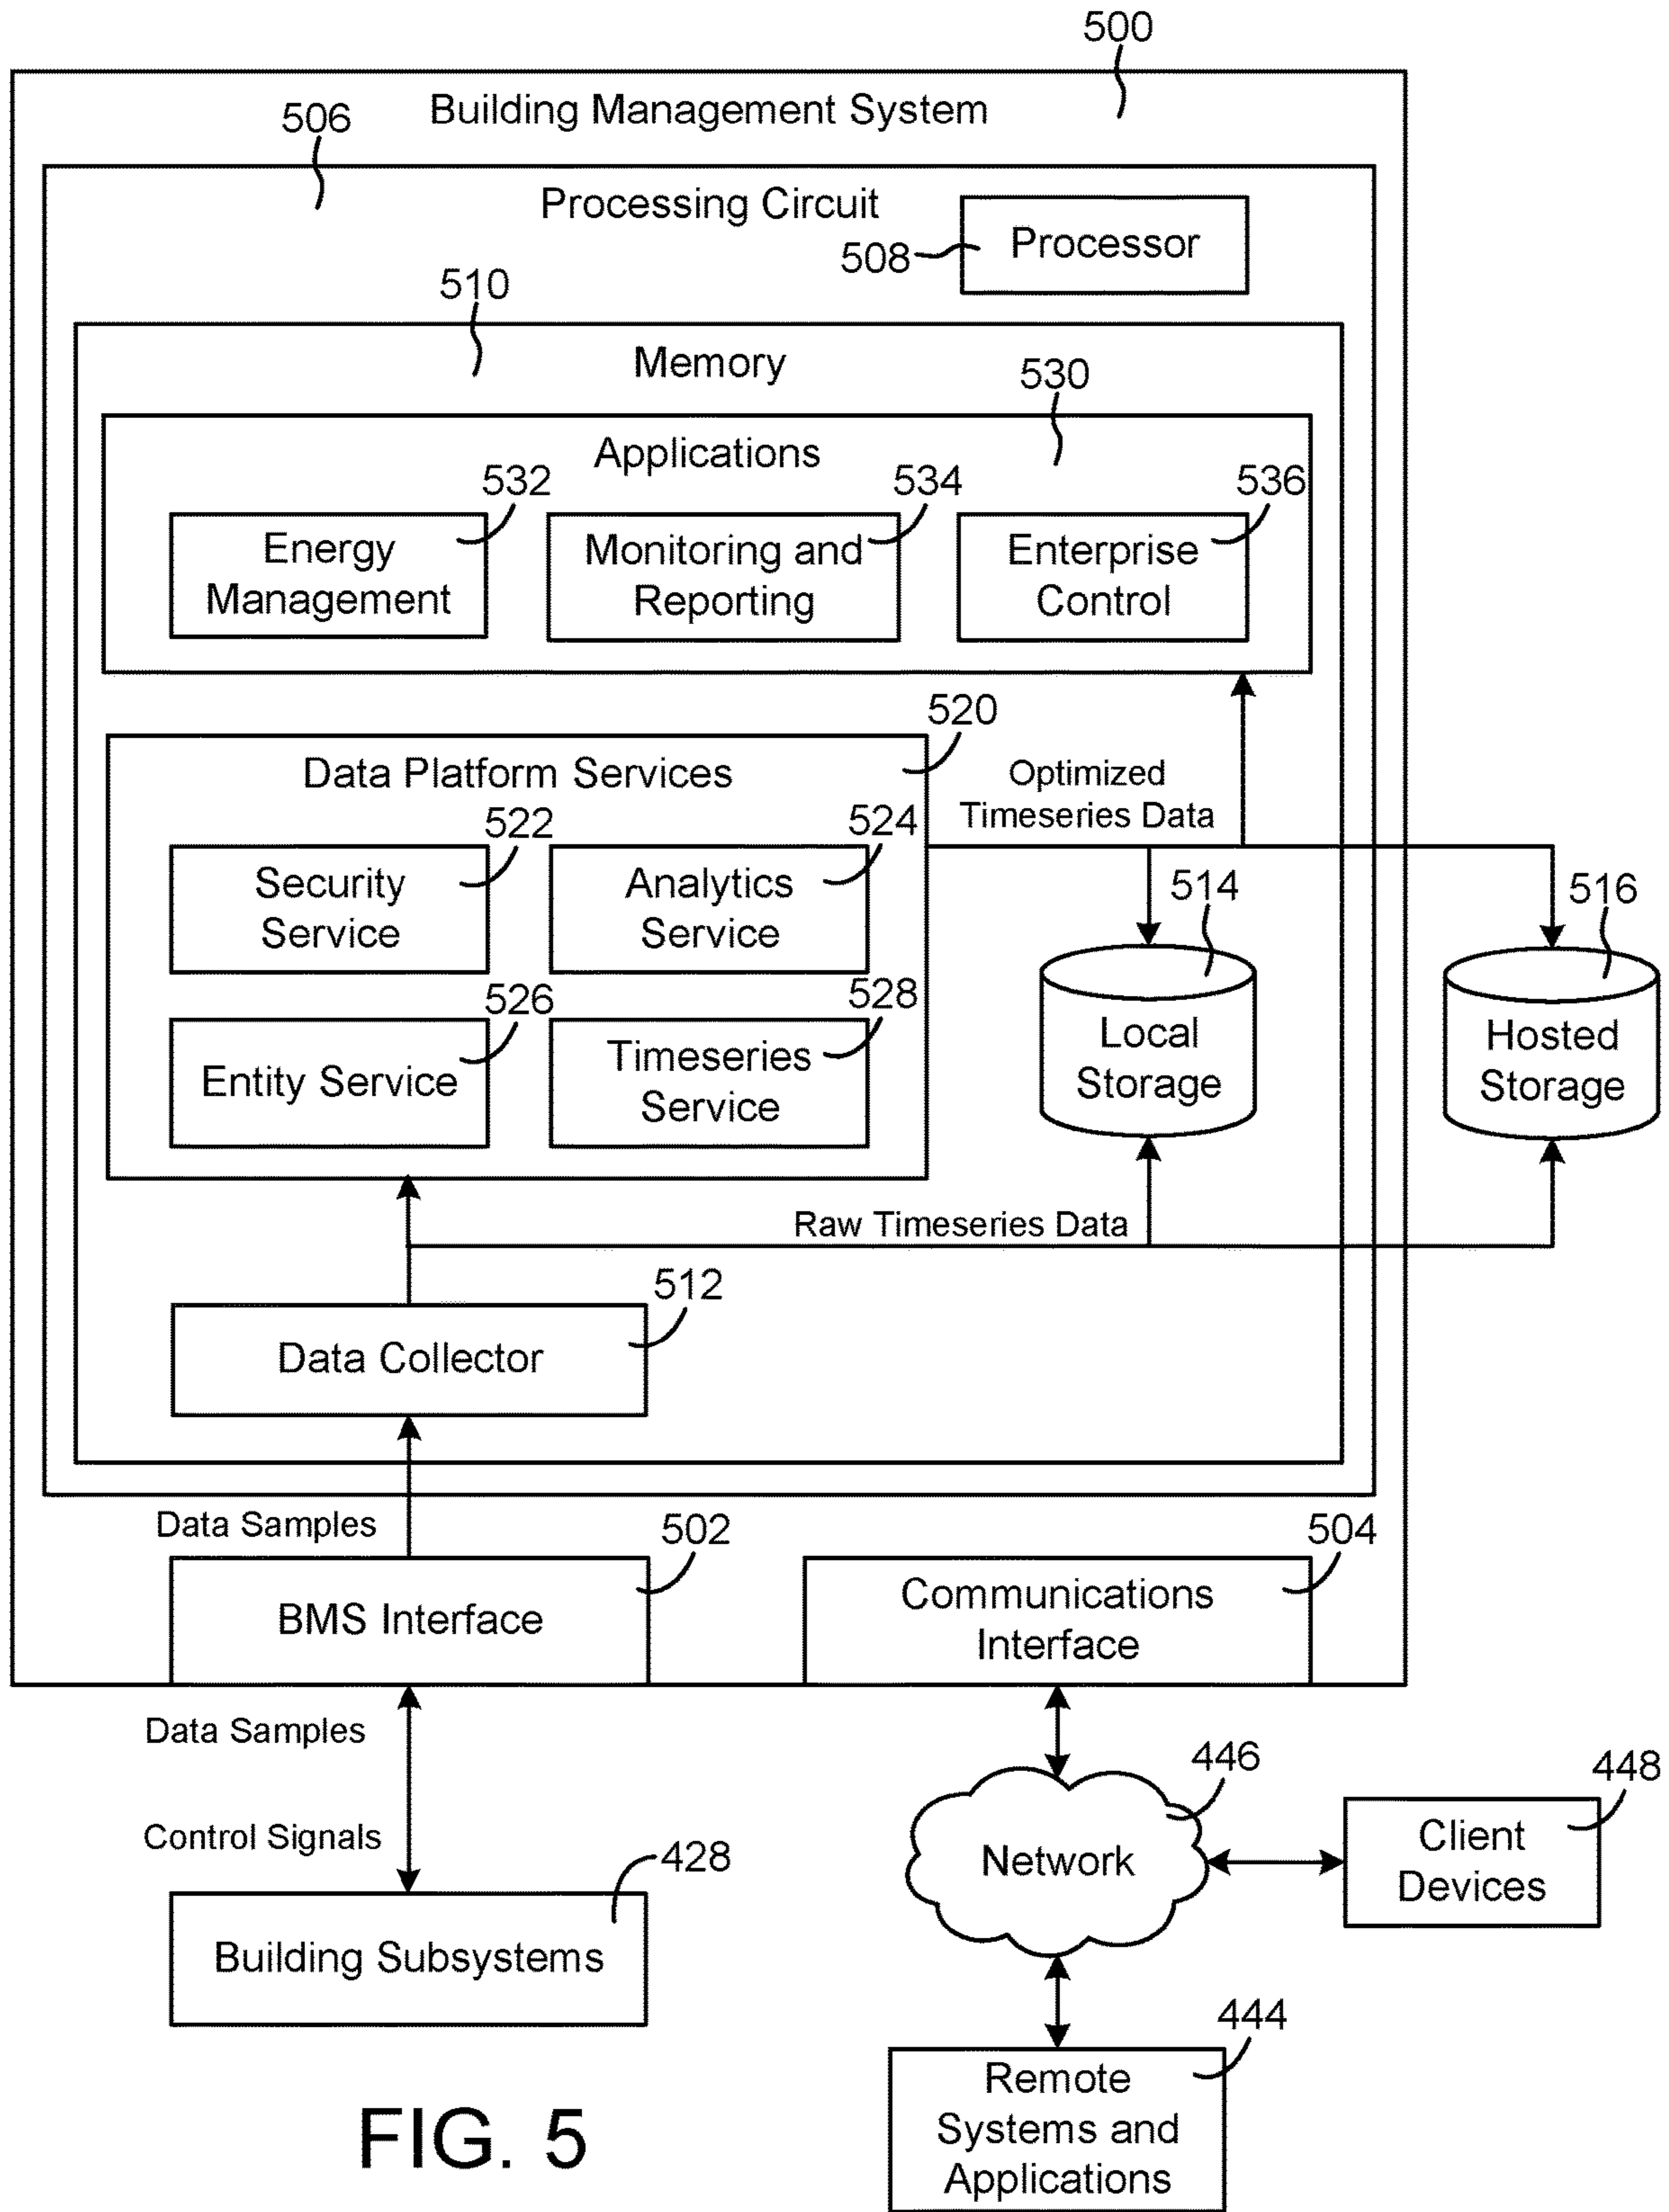 500
Building Management System
506
Processing Circuit
508
Processor
510
Memory
530
Applications
532
534
536
Energy
Management
Monitoring and
Reporting
Enterprise
Control
520
Data Platform Services
Optimized
Timeseries Data
522
524
Security
Service
Analytics
Service
514
516
526
528
Entity Service
Timeseries
Service
Local
Storage
Hosted
Storage
Raw Timeseries Data
512
Data Collector
Data Samples
502
504
BMS Interface
Communications
Interface
Data Samples
446
448
Control Signals
428
Network
Client
Devices
Building Subsystems
444
Remote
Systems and
Applications
FIG. 5